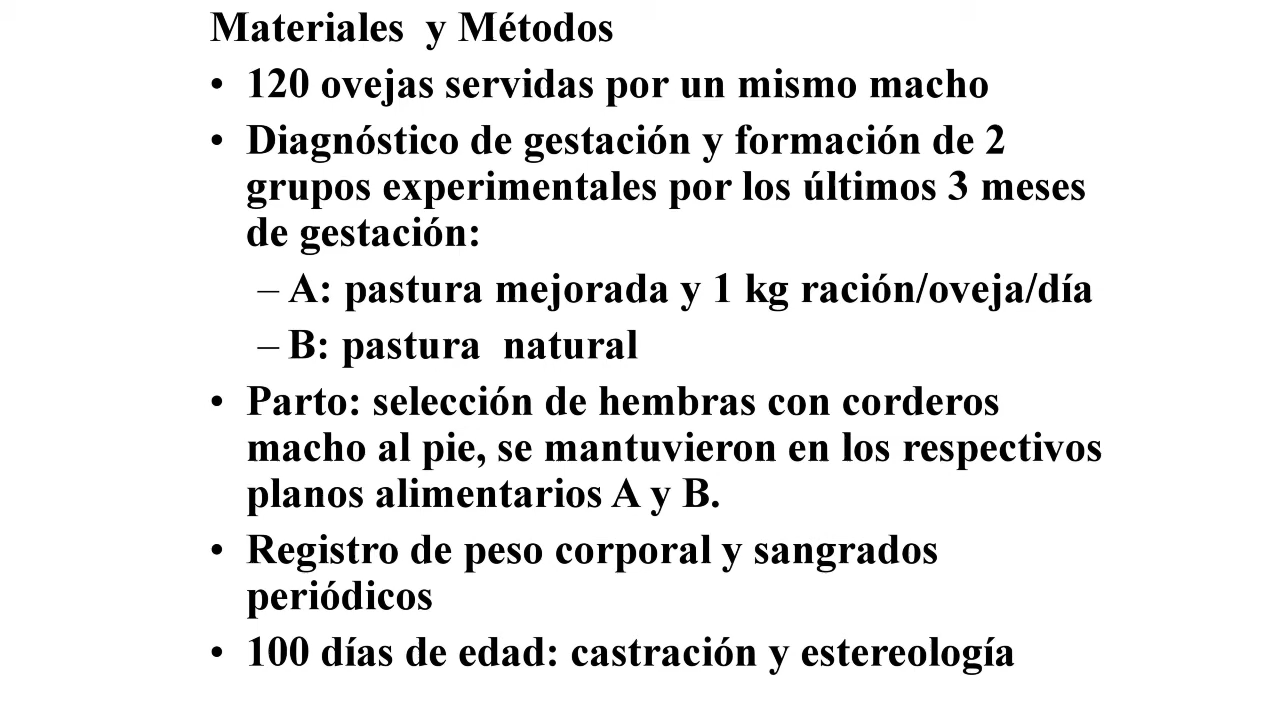 Materiales  y Métodos
• 120 ovejas servidas por un mismo macho
• Diagnóstico de gestación y formación de 2
grupos experimentales por los últimos 3 meses
de gestación:
– A: pastura mejorada y 1 kg ración/oveja/día
– B: pastura  natural
• Parto: selección de hembras con corderos
macho al pie, se mantuvieron en los respectivos
planos alimentarios A y B.
• Registro de peso corporal y sangrados
periódicos
• 100 días de edad: castración y estereología